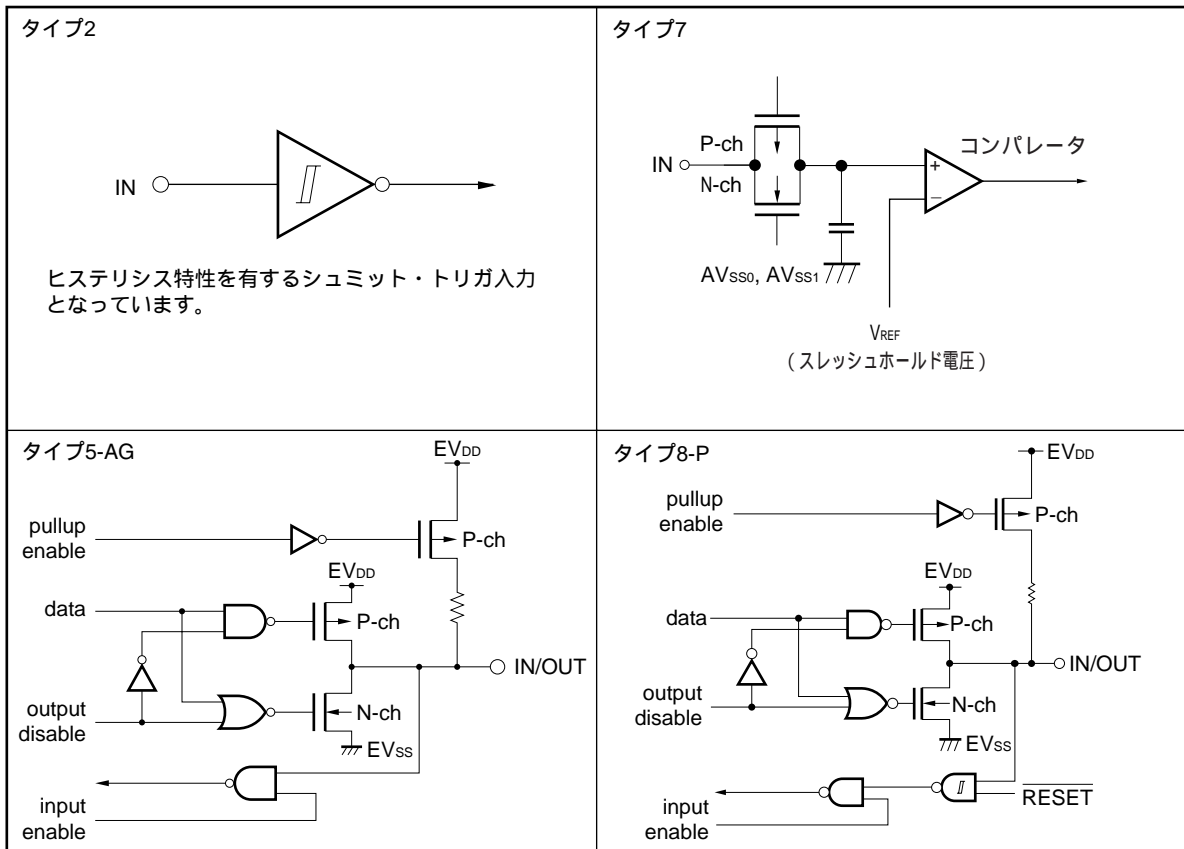 タイプ2
IN
ヒステリシス特性を有するシュミット・トリガ入力
となっています。
タイプ7
P-ch
IN
N-ch
コンパレータ
+
−
AVSS0, AVSS1
VREF
(スレッシュホールド電圧)
タイプ5-AG
EVDD
pullup
enable
P-ch
EVDD
data
P-ch
IN/OUT
output
disable
N-ch
EVSS
input
enable
タイプ8-P
EVDD
pullup
enable
P-ch
EVDD
data
P-ch
IN/OUT
output
disable
N-ch
EVSS
RESET
input
enable